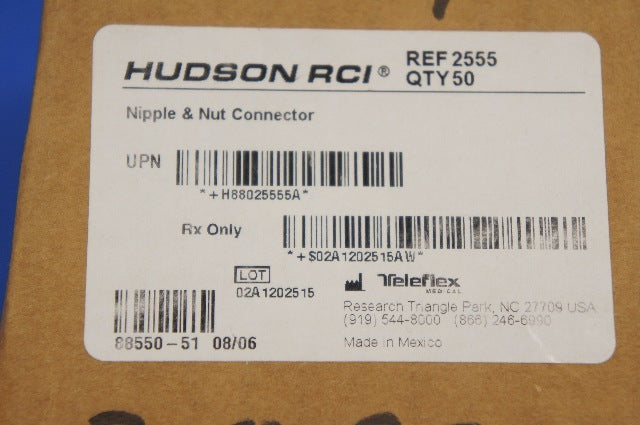 HUDSON RCI® REF 2555
QTY 50
Nipple & Nut Connector
UPN
*+H88025555A*
Rx Only
*+$02A1202515AW*
LOT
02A1202515
Teleflex
MEDICAL
Research Triangle Park, NC 27709 USA
(919) 544-8000 (866) 246-6990
88550-51 08/06
Made in Mexico